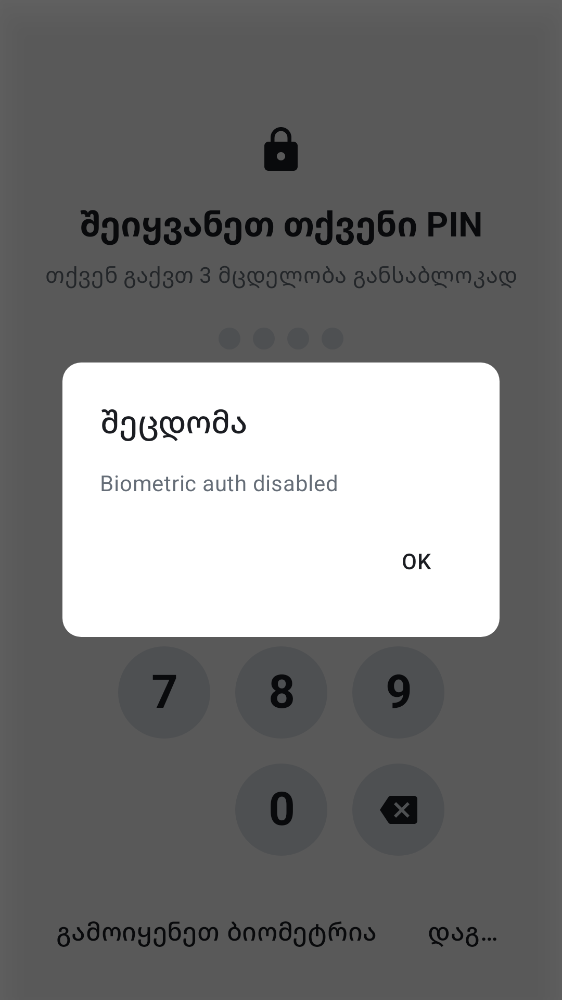 შეიყვანეთ თქვენი PIN
თქვენ გაქვთ 3 მცდელობა განსაბლოკად
შეცდომა
Biometric auth disabled
OK
7 8 9
0
გამოიყენეთ ბიომეტრია დაგ...